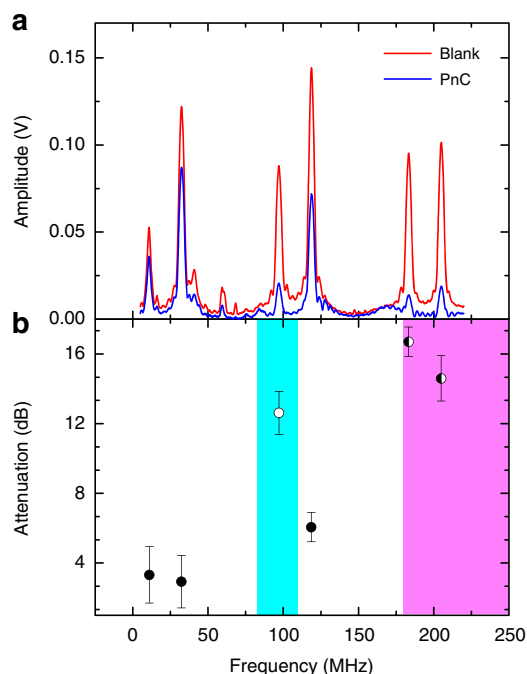 a
0.15
0.10
0.05
0.00
Amplitude (V)
Blank
PnC
b
16
12
8
4
Attenuation (dB)
0
50
100
150
200
250
Frequency (MHz)